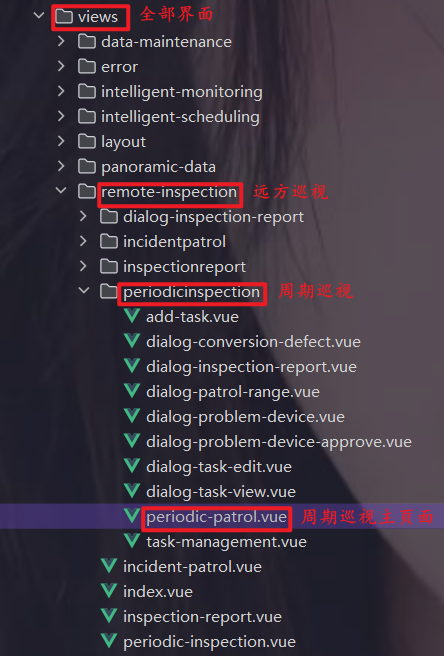 views 全部界面
data-maintenance
error
intelligent-monitoring
intelligent-scheduling
layout
panoramic-data
remote-inspection 远方巡视
dialog-inspection-report
incidentpatrol
inspectionreport
periodicinspection 周期巡视
add-task.vue
dialog-conversion-defect.vue
dialog-inspection-report.vue
dialog-patrol-range.vue
dialog-problem-device.vue
dialog-problem-device-approve.vue
dialog-task-edit.vue
dialog-task-view.vue
periodic-patrol.vue 周期巡视主页面
task-management.vue
incident-patrol.vue
index.vue
inspection-report.vue
periodic-inspection.vue